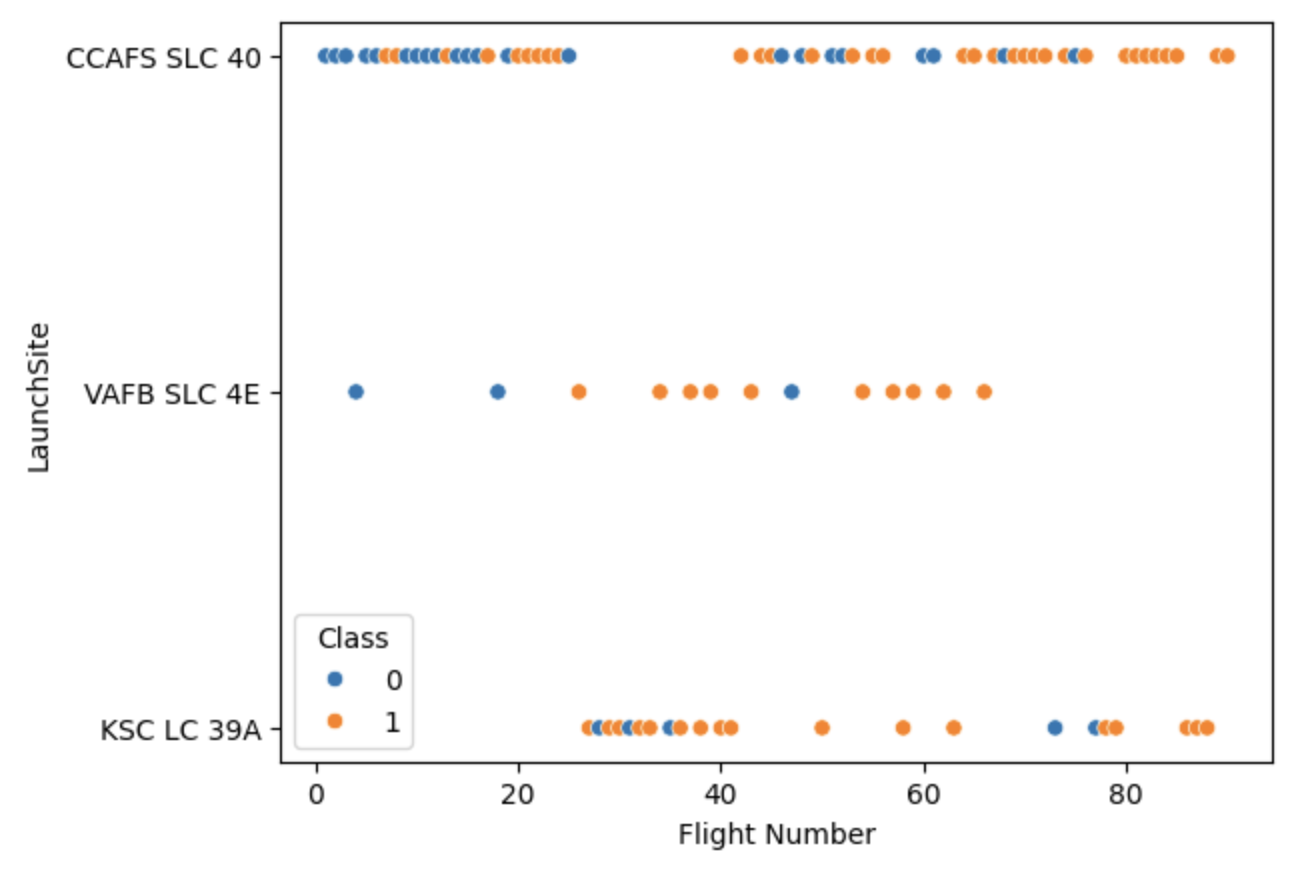 CCAFS SLC 40
VAFB SLC 4E
KSC LC 39A
LaunchSite
Class
0
1
0 20 40 60 80
Flight Number